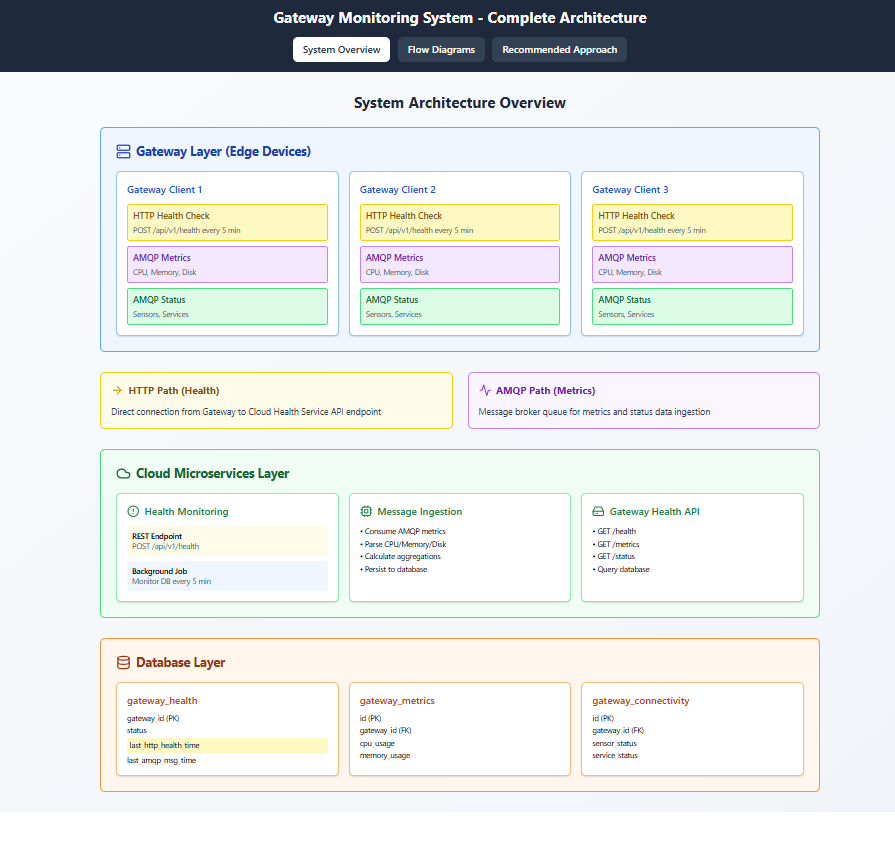 Gateway Monitoring System - Complete Architecture
System Overview
Flow Diagrams
Recommended Approach
System Architecture Overview
Gateway Layer (Edge Devices)
Gateway Client 1
HTTP Health Check
POST /api/v1/health every 5 min
AMQP Metrics
CPU, Memory, Disk
AMQP Status
Sensors, Services
Gateway Client 2
HTTP Health Check
POST /api/v1/health every 5 min
AMQP Metrics
CPU, Memory, Disk
AMQP Status
Sensors, Services
Gateway Client 3
HTTP Health Check
POST /api/v1/health every 5 min
AMQP Metrics
CPU, Memory, Disk
AMQP Status
Sensors, Services
HTTP Path (Health)
Direct connection from Gateway to Cloud Health Service API endpoint
AMQP Path (Metrics)
Message broker queue for metrics and status data ingestion
Cloud Microservices Layer
Health Monitoring
REST Endpoint
POST /api/v1/health
Background Job
Monitor DB every 5 min
Message Ingestion
• Consume AMQP metrics
• Parse CPU/Memory/Disk
• Calculate aggregations
• Persist to database
Gateway Health API
• GET /health
• GET /metrics
• GET /status
• Query database
Database Layer
gateway_health
gateway_id (PK)
status
last_http_health_time
last_amqp_msg_time
gateway_metrics
id (PK)
gateway_id (FK)
cpu_usage
memory_usage
gateway_connectivity
id (PK)
gateway_id (FK)
sensor_status
service_status